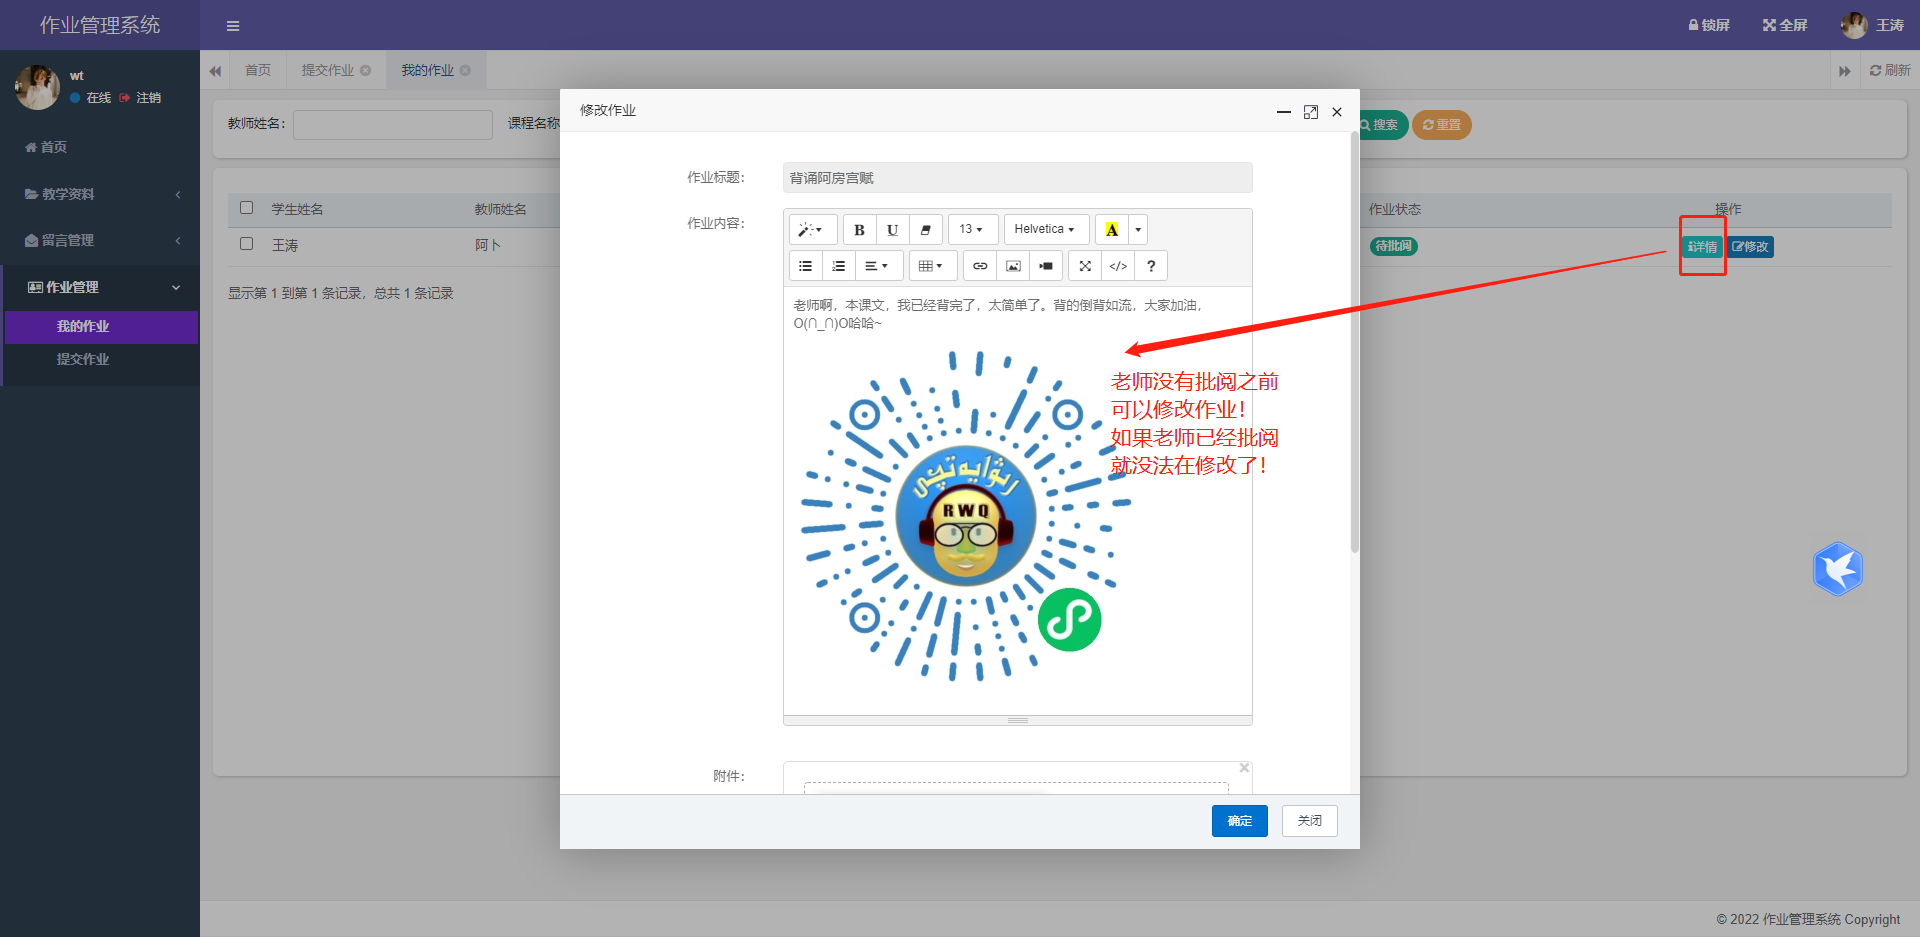 作业管理系统
锁屏
全屏
王涛
wt
在线
注销
首页
教学资料
留言管理
作业管理
我的作业
提交作业
首页
提交作业
我的作业
刷新
教师姓名：
课程名称
搜索
重置
学生姓名
教师姓名
作业状态
操作
王涛
阿卜
待批阅
详情
修改
显示第 1 到第 1 条记录，总共 1 条记录
修改作业
作业标题：
背诵阿房宫赋
作业内容：
B
U
13
Helvetica
A
</>
?
老师啊，本课文，我已经背完了，太简单了。背的倒背如流，大家加油，
O(∩_∩)O哈哈~
RWQ
老师没有批阅之前
可以修改作业！
如果老师已经批阅
就没法在修改了！
附件：
确定
关闭
© 2022 作业管理系统 Copyright